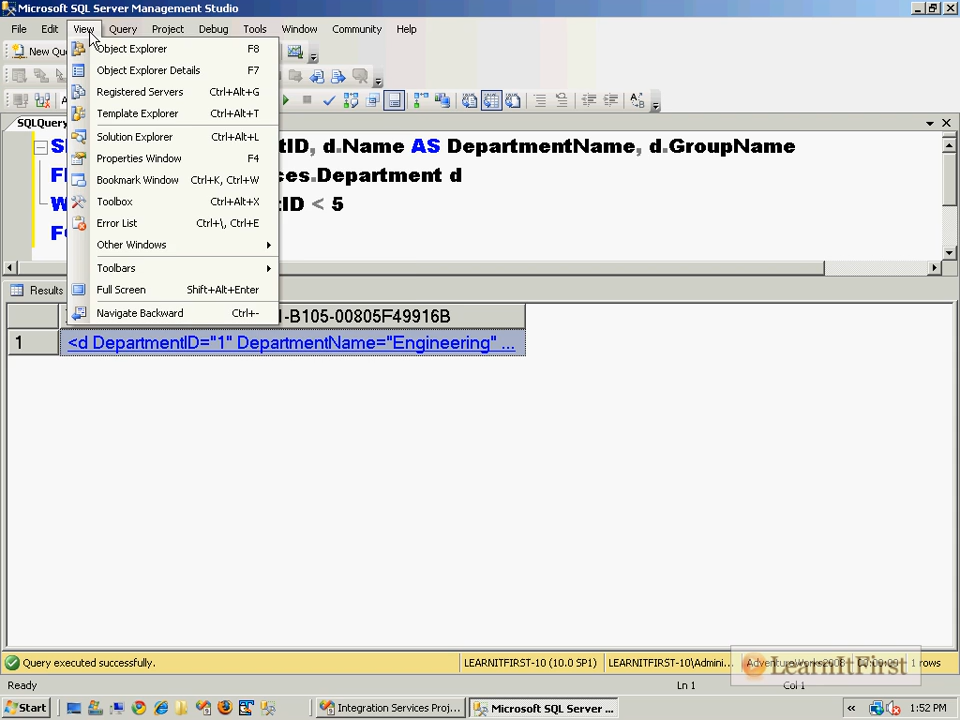 Microsoft SQL Server Management Studio
File Edit View Query Project Debug Tools Window Community Help
New Qu
Object Explorer F8
Object Explorer Details F7
Registered Servers Ctrl+Alt+G
Template Explorer Ctrl+Alt+T
SQLQuery
Solution Explorer Ctrl+Alt+L
tID, d.Name AS DepartmentName, d.GroupName
Properties Window F4
ces.Department d
Bookmark Window Ctrl+K, Ctrl+W
Toolbox Ctrl+Alt+X
tID < 5
Error List Ctrl+\, Ctrl+E
Other Windows
Toolbars
Full Screen Shift+Alt+Enter
Results
Navigate Backward Ctrl+-
1-B105-00805F49916B
1 <d DepartmentID="1" DepartmentName="Engineering" ...
Query executed successfully. LEARNITFIRST-10 (10.0 SP1) LEARNITFIRST-10\Admini... AdventureWorks2008 00:00:00 1 rows
LearnItFirst
Ready Ln 1 Col 1
Start Integration Services Proj... Microsoft SQL Server ... « 1:52 PM